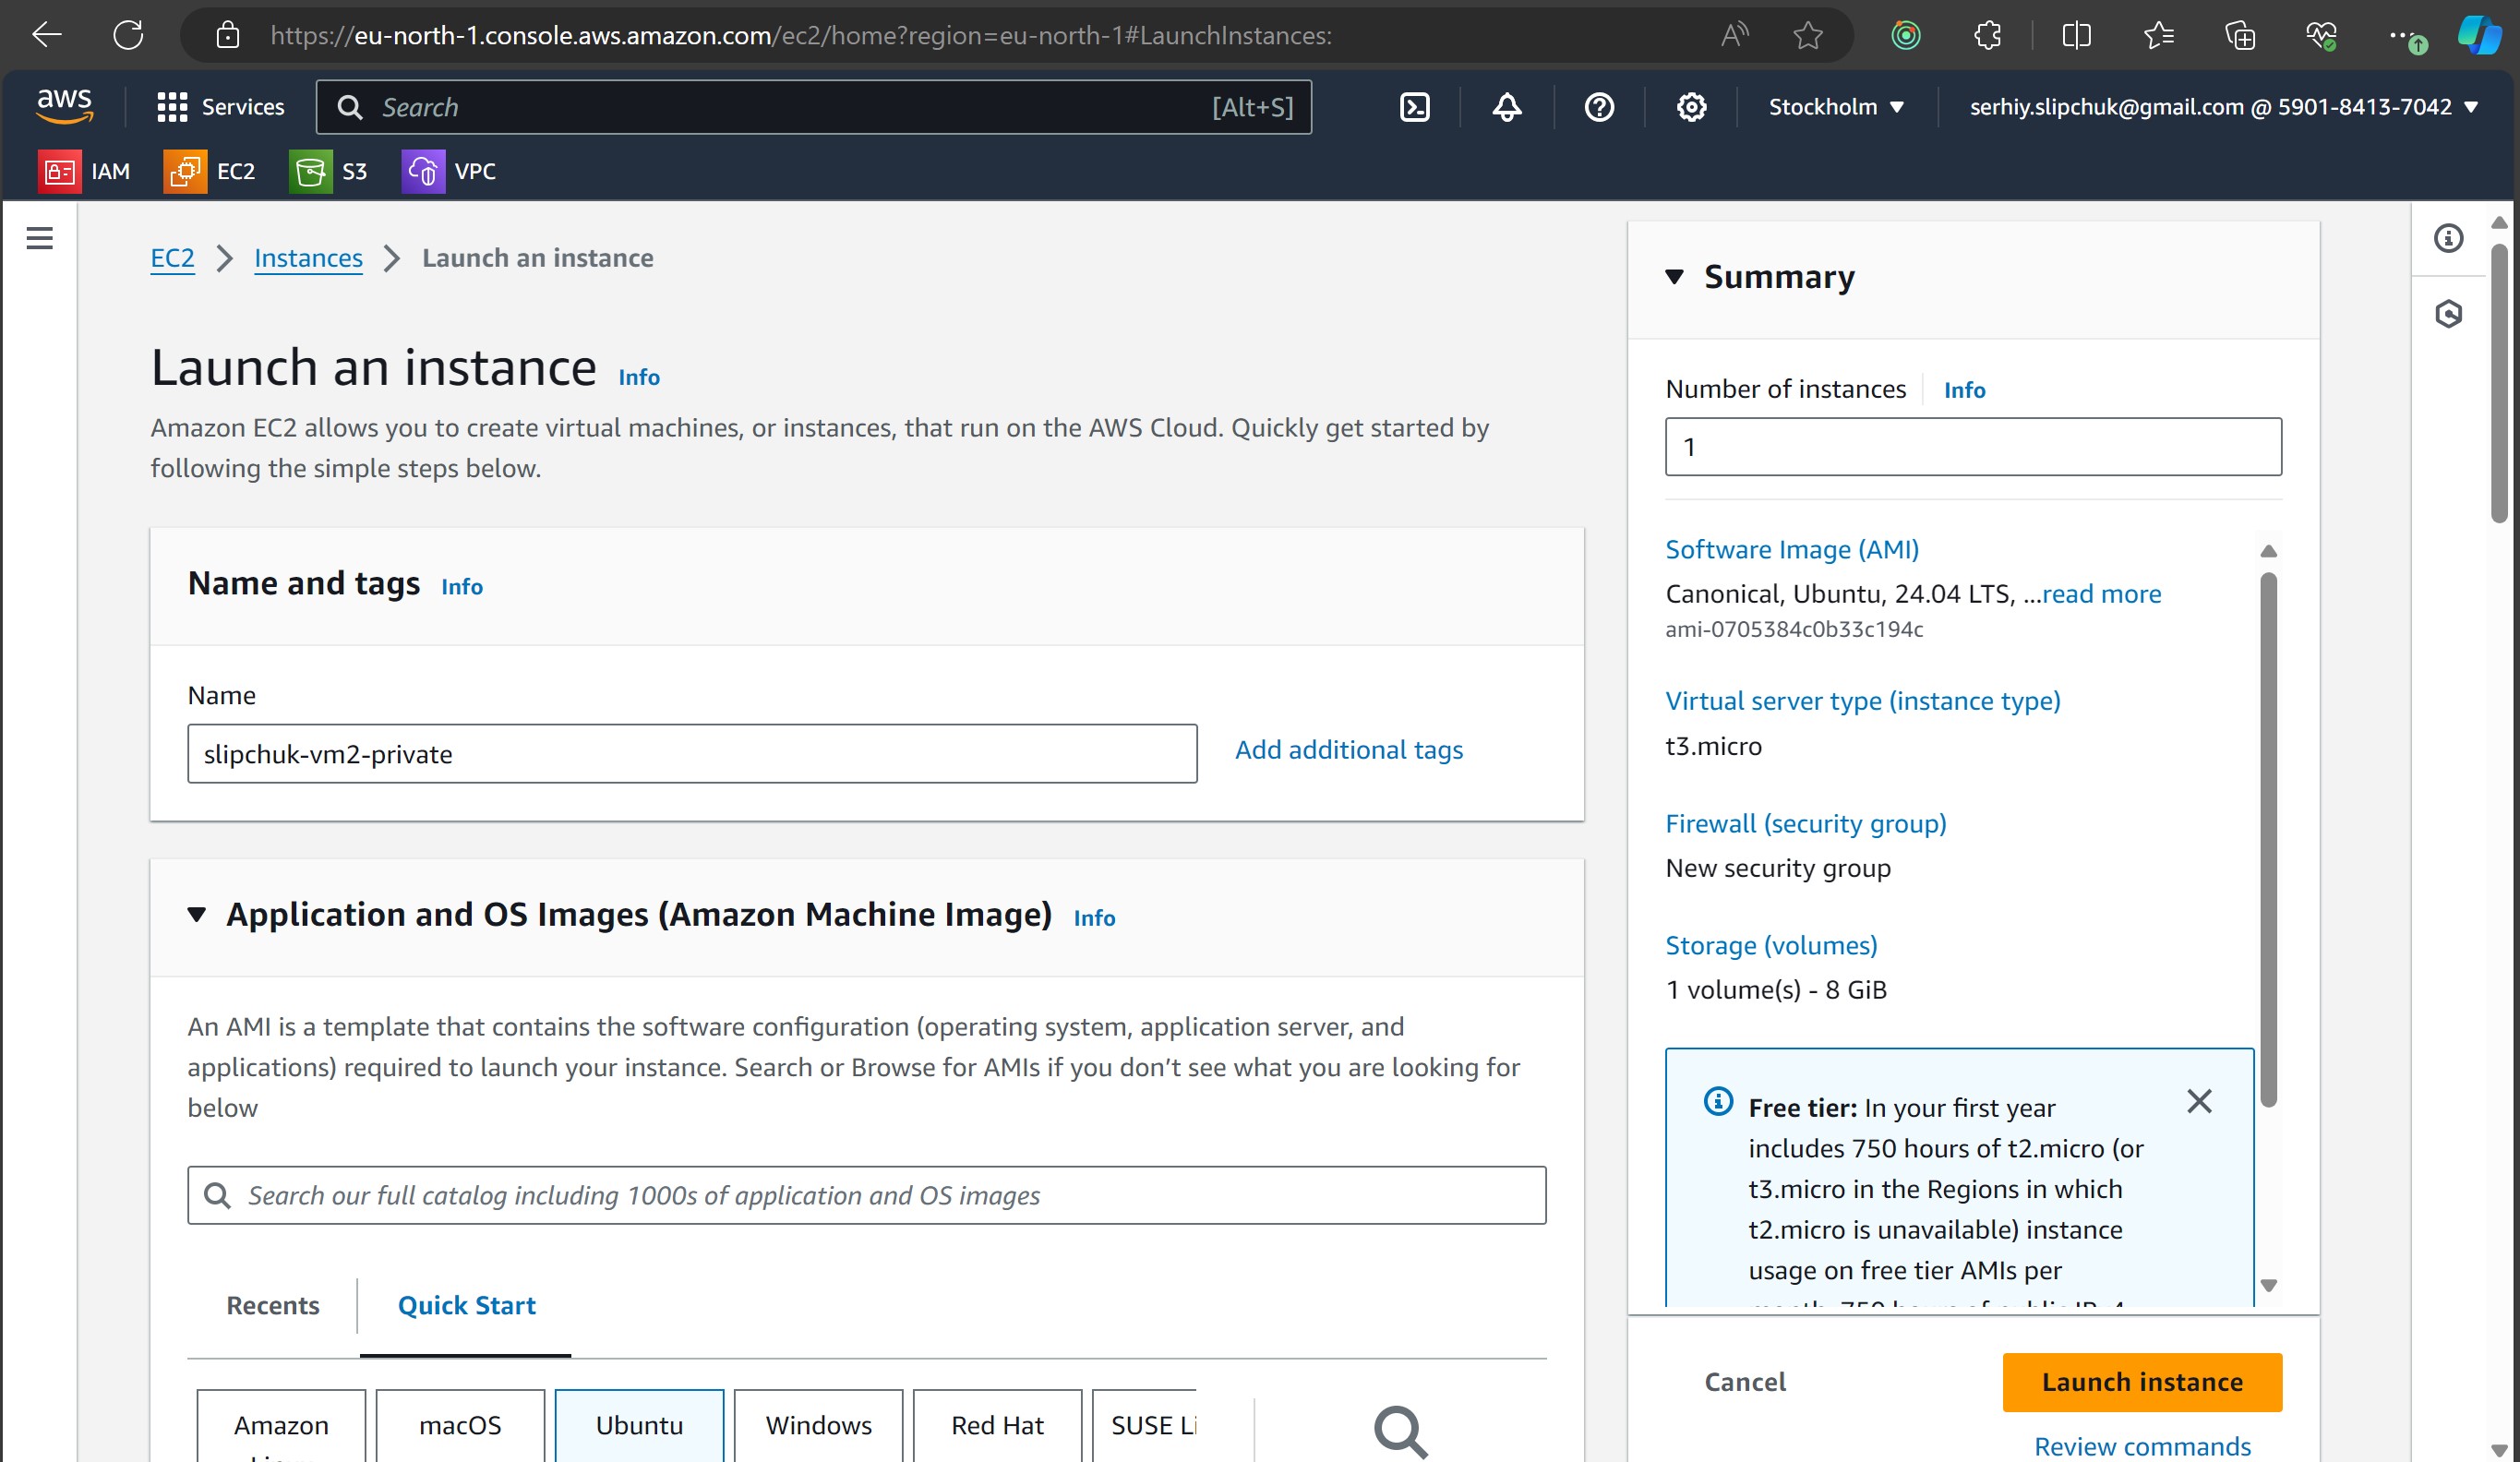 https://eu-north-1.console.aws.amazon.com/ec2/home?region=eu-north-1#LaunchInstances:
aws
Services
Search
[Alt+S]
Stockholm
serhiy.slipchuk@gmail.com @ 5901-8413-7042
IAM
EC2
S3
VPC
EC2 > Instances > Launch an instance
Launch an instance Info
Amazon EC2 allows you to create virtual machines, or instances, that run on the AWS Cloud. Quickly get started by
following the simple steps below.
Name and tags Info
Name
slipchuk-vm2-private
Add additional tags
Application and OS Images (Amazon Machine Image) Info
An AMI is a template that contains the software configuration (operating system, application server, and
applications) required to launch your instance. Search or Browse for AMIs if you don’t see what you are looking for
below
Search our full catalog including 1000s of application and OS images
Recents
Quick Start
Amazon
macOS
Ubuntu
Windows
Red Hat
SUSE Li
Summary
Number of instances Info
1
Software Image (AMI)
Canonical, Ubuntu, 24.04 LTS, ...read more
ami-0705384c0b33c194c
Virtual server type (instance type)
t3.micro
Firewall (security group)
New security group
Storage (volumes)
1 volume(s) - 8 GiB
Free tier: In your first year
includes 750 hours of t2.micro (or
t3.micro in the Regions in which
t2.micro is unavailable) instance
usage on free tier AMIs per
Cancel
Launch instance
Review commands